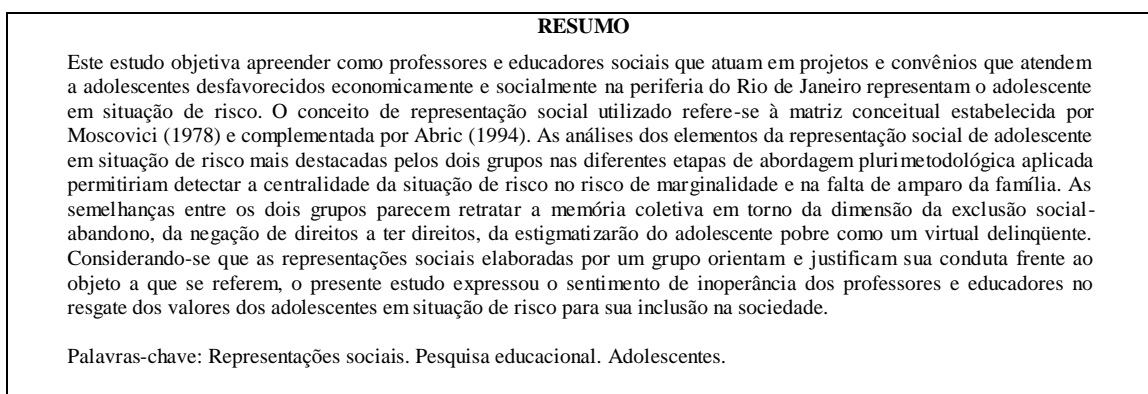 RESUMO
Este estudo objetiva apreender como professores e educadores sociais que atuam em projetos e convênios que atendem
a adolescentes desfavorecidos economicamente e socialmente na periferia do Rio de Janeiro representam o adolescente
em situação de risco. O conceito de representação social utilizado refere-se à matriz conceitual estabelecida por
Moscovici (1978) e complementada por Abric (1994). As análises dos elementos da representação social de adolescente
em situação de risco mais destacadas pelos dois grupos nas diferentes etapas de abordagem plurimetodológica aplicada
permitiriam detectar a centralidade da situação de risco no risco de marginalidade e na falta de amparo da família. As
semelhanças entre os dois grupos parecem retratar a memória coletiva em torno da dimensão da exclusão social-
abandono, da negação de direitos a ter direitos, da estigmatizarão do adolescente pobre como um virtual delinqüente.
Considerando-se que as representações sociais elaboradas por um grupo orientam e justificam sua conduta frente ao
objeto a que se referem, o presente estudo expressou o sentimento de inoperância dos professores e educadores no
resgate dos valores dos adolescentes em situação de risco para sua inclusão na sociedade.
Palavras-chave: Representações sociais. Pesquisa educacional. Adolescentes.